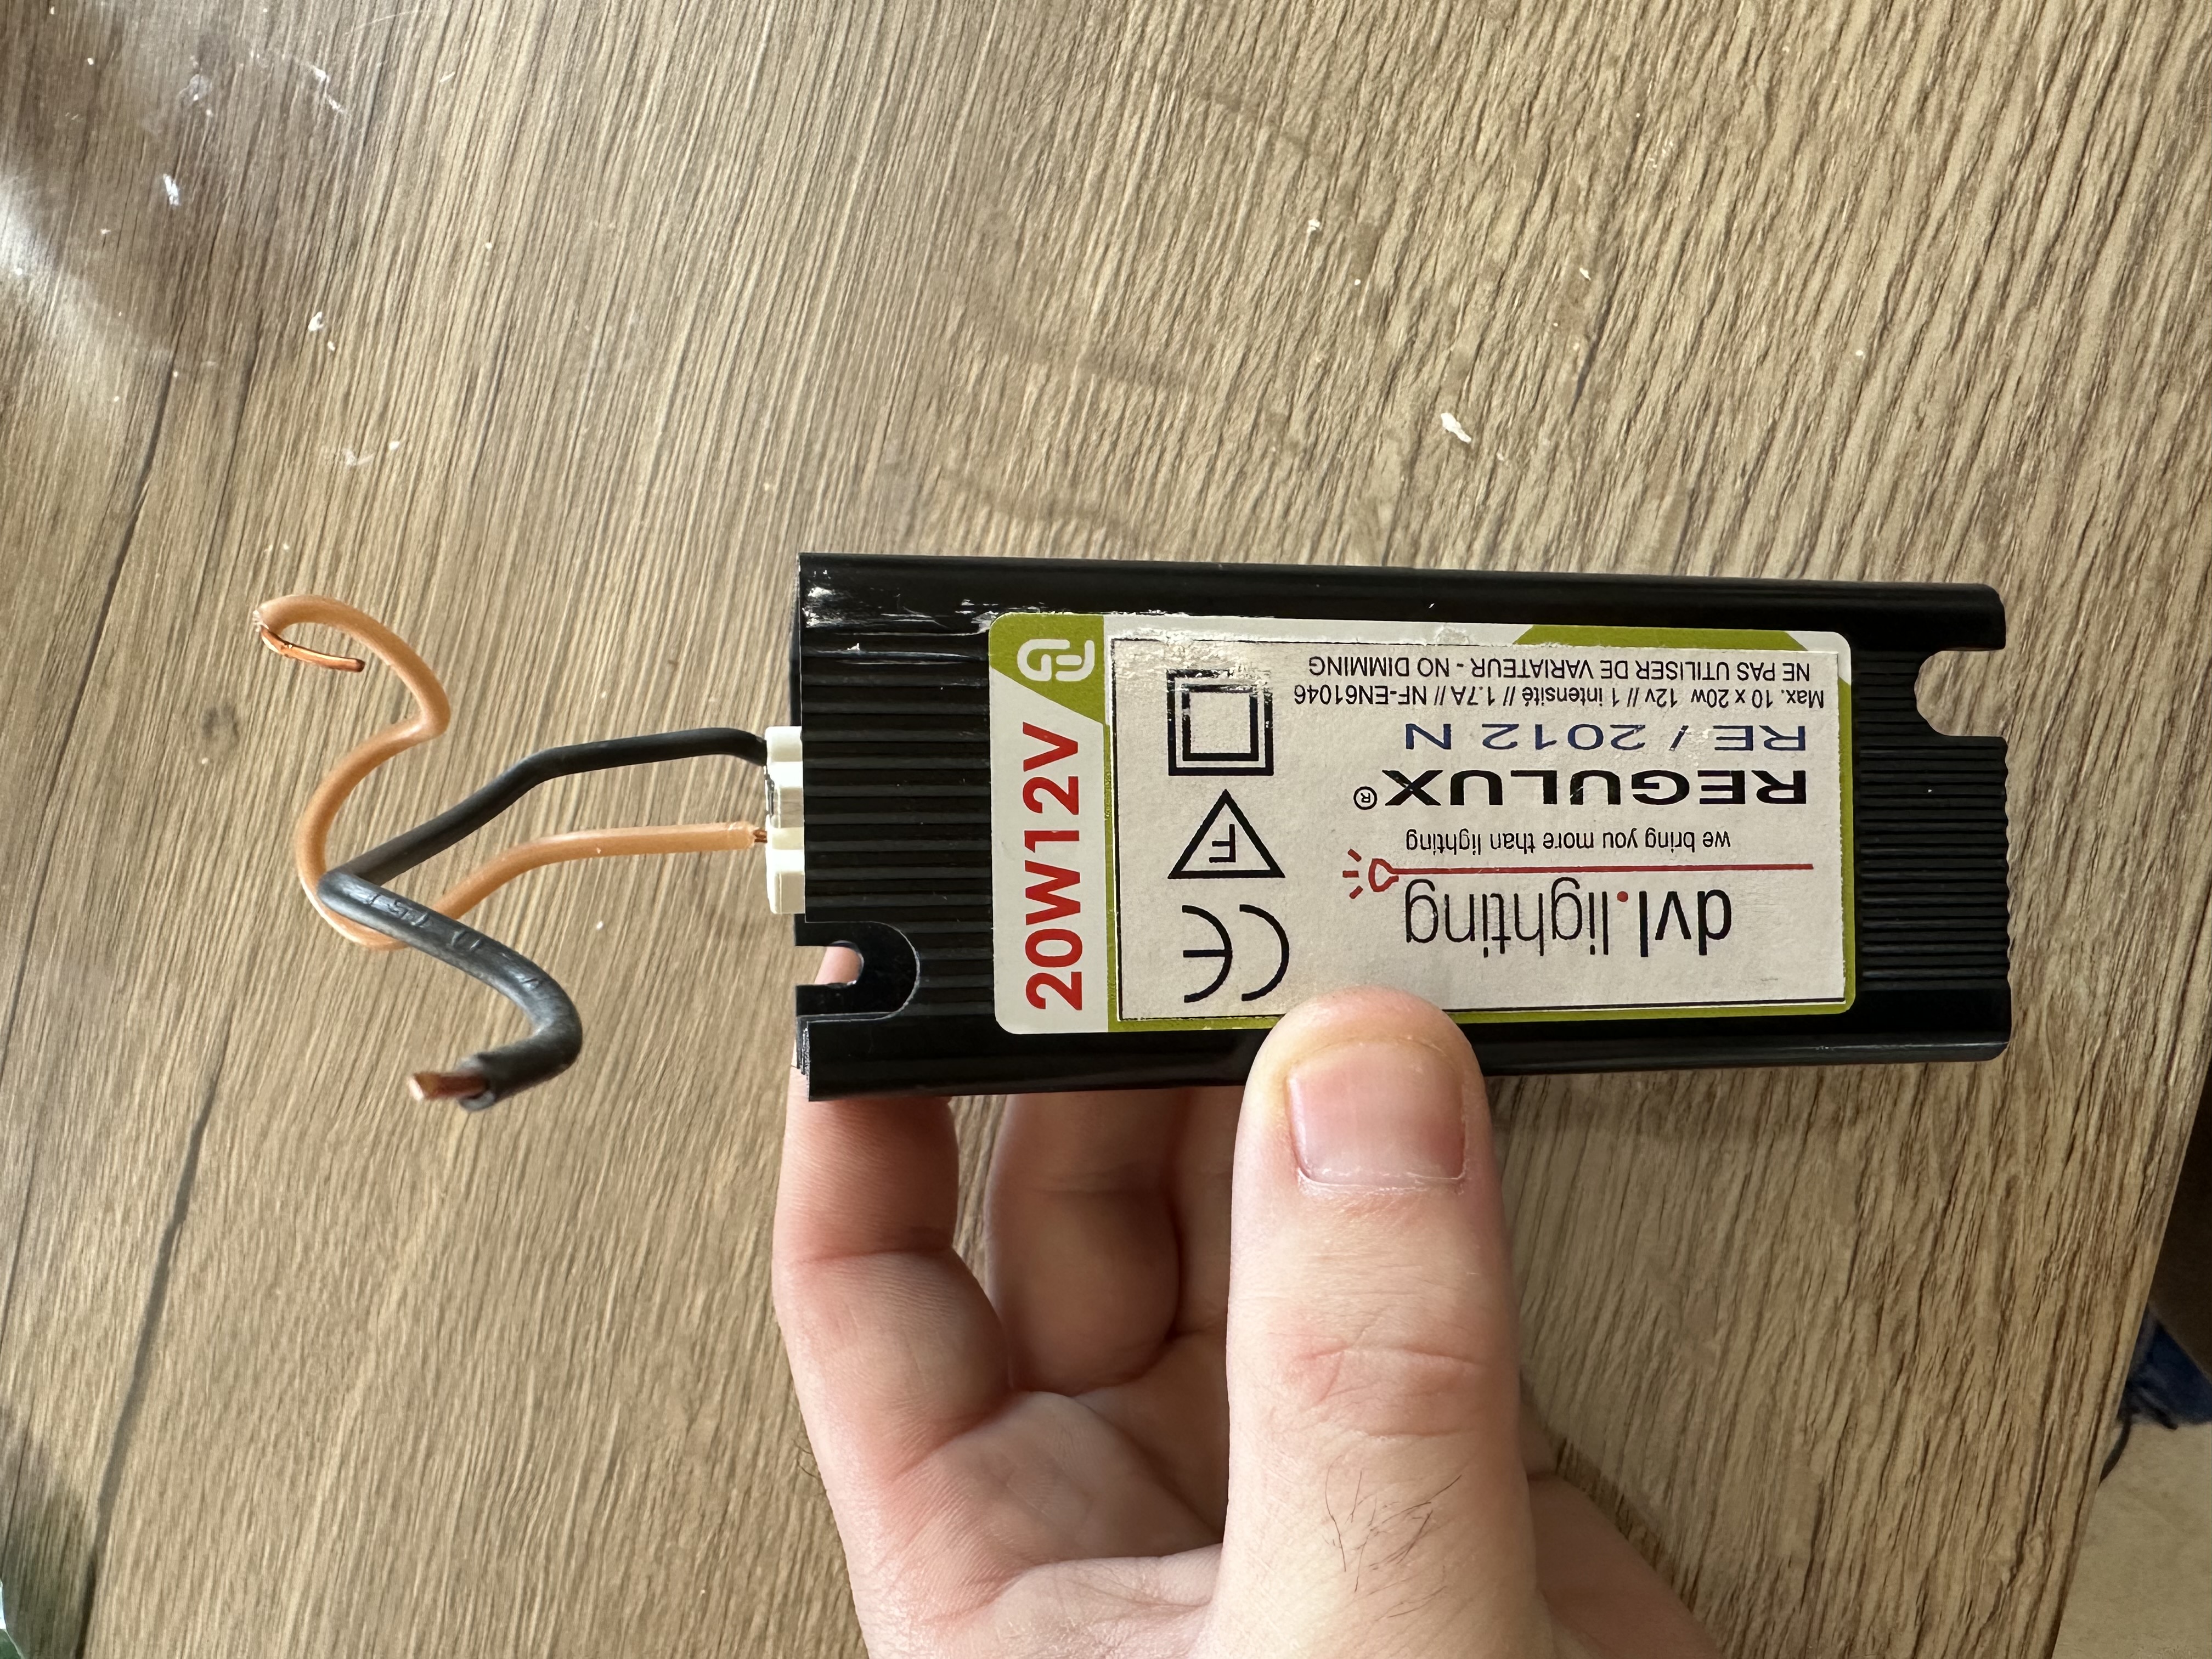 20W12V
dvl.lighting
we bring you more than lighting
REGULUX®
RE / 2012 N
Max. 10 x 20w 12v // 1 intensité // 1.7A // NF-EN61046
NE PAS UTILISER DE VARIATEUR - NO DIMMING
CE
F